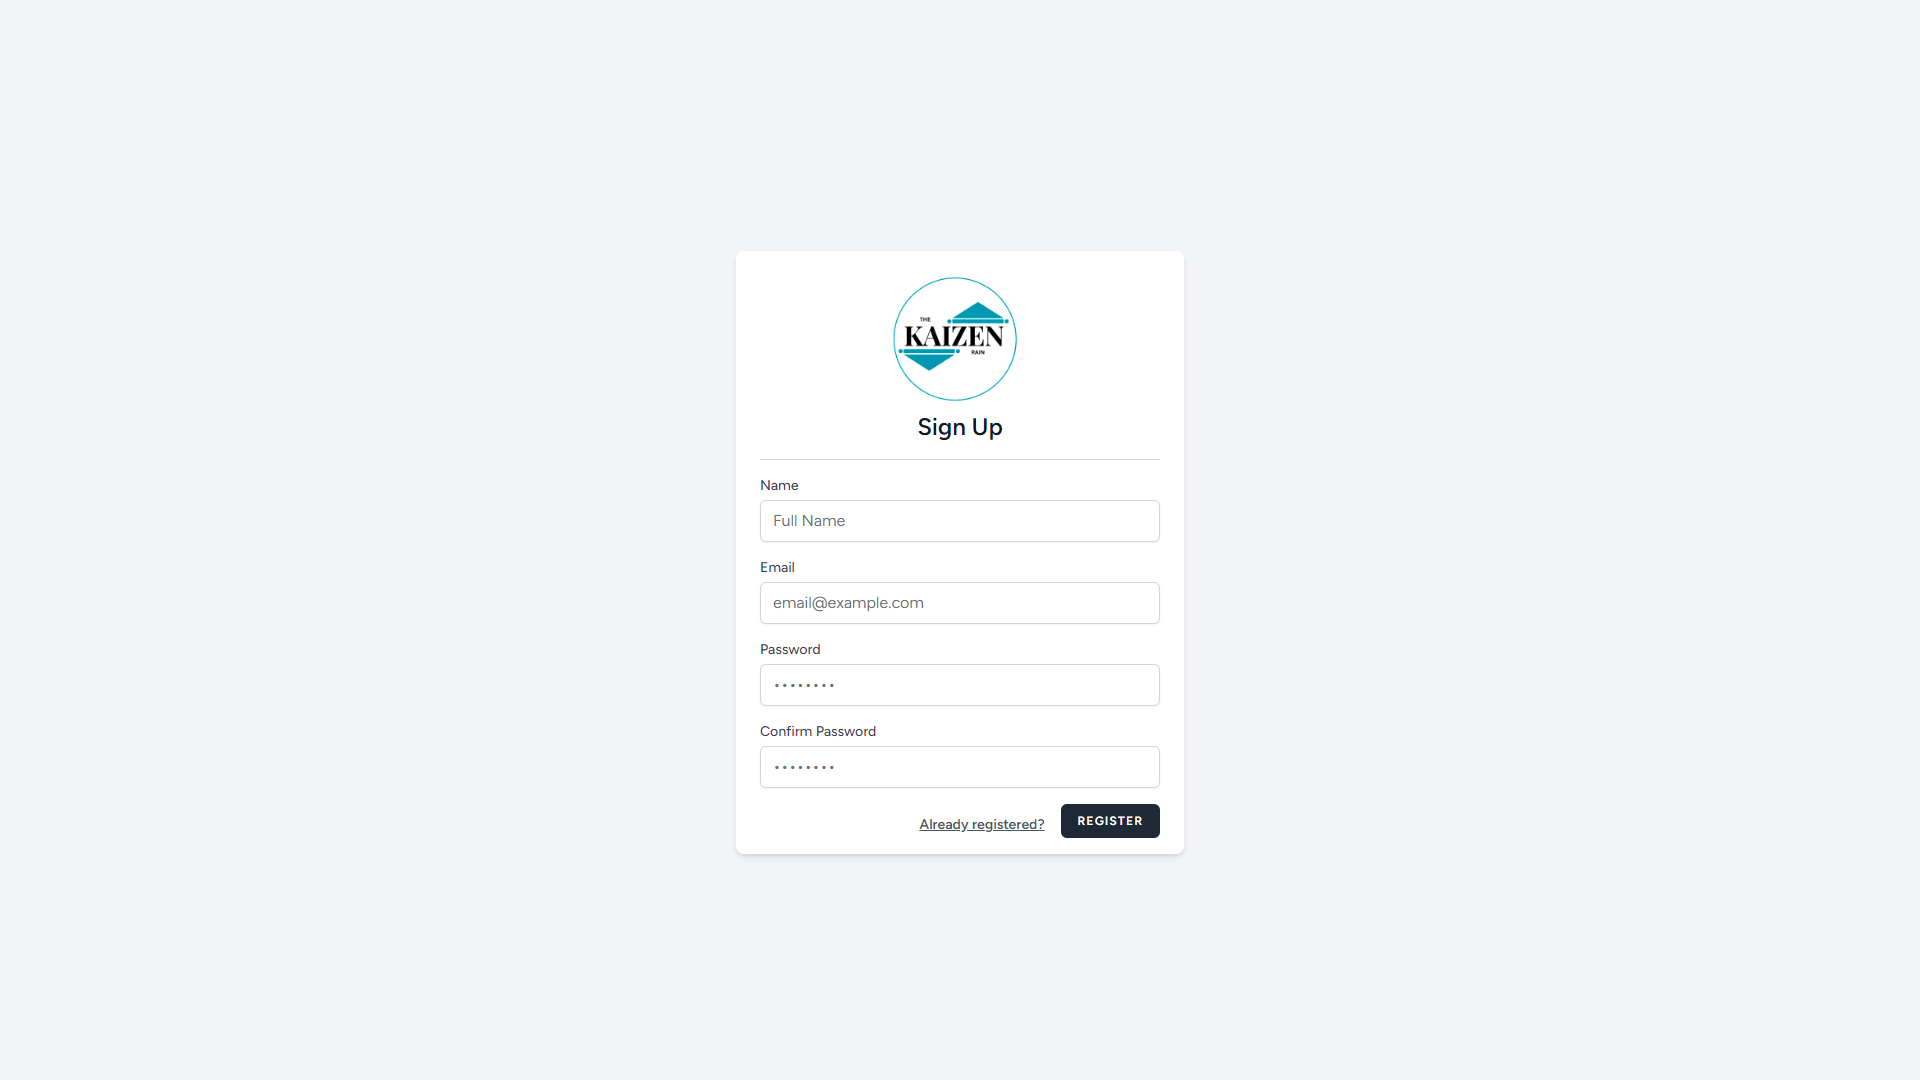 THE
KAIZEN
RAIN
Sign Up
Name
Full Name
Email
email@example.com
Password
••••••••
Confirm Password
••••••••
Already registered? REGISTER